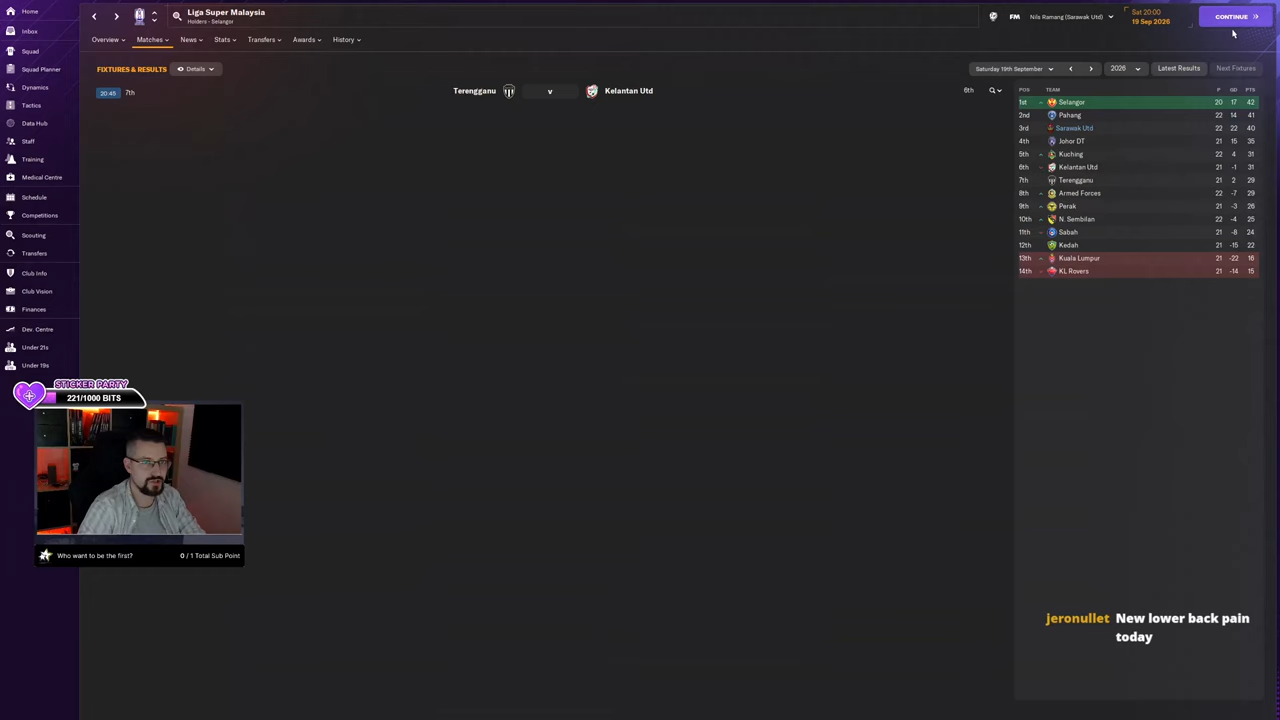 Home
Inbox
Squad
Squad Planner
Dynamics
Tactics
Data Hub
Staff
Training
Medical Centre
Schedule
Competitions
Scouting
Transfers
Club Info
Club Vision
Finances
Dev. Centre
Under 21s
Under 19s
Liga Super Malaysia
Holders - Selangor
FM Nils Ramang (Sarawak Utd)
Sat 20:00
19 Sep 2026
CONTINUE
Overview Matches News Stats Transfers Awards History
FIXTURES & RESULTS Details
Saturday 19th September 2026 Latest Results Next Fixtures
20:45 7th Terengganu v Kelantan Utd 6th
POS TEAM P GD PTS
1st Selangor 20 17 42
2nd Pahang 22 14 41
3rd Sarawak Utd 22 22 40
4th Johor DT 21 15 35
5th Kuching 22 4 31
6th Kelantan Utd 21 -1 31
7th Terengganu 21 2 29
8th Armed Forces 22 -7 29
9th Perak 21 -3 26
10th N. Sembilan 22 -4 25
11th Sabah 21 -8 24
12th Kedah 21 -15 22
13th Kuala Lumpur 21 -22 16
14th KL Rovers 21 -14 15
STICKER PARTY
221/1000 BITS
Who want to be the first? 0 / 1 Total Sub Point
jeronullet New lower back pain
today